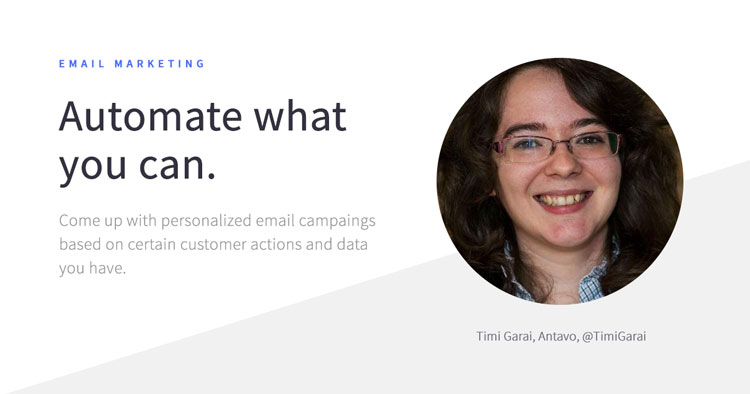 EMAIL MARKETING
Automate what
you can.
Come up with personalized email campaings
based on certain customer actions and data
you have.
Timi Garai, Antavo, @TimiGarai